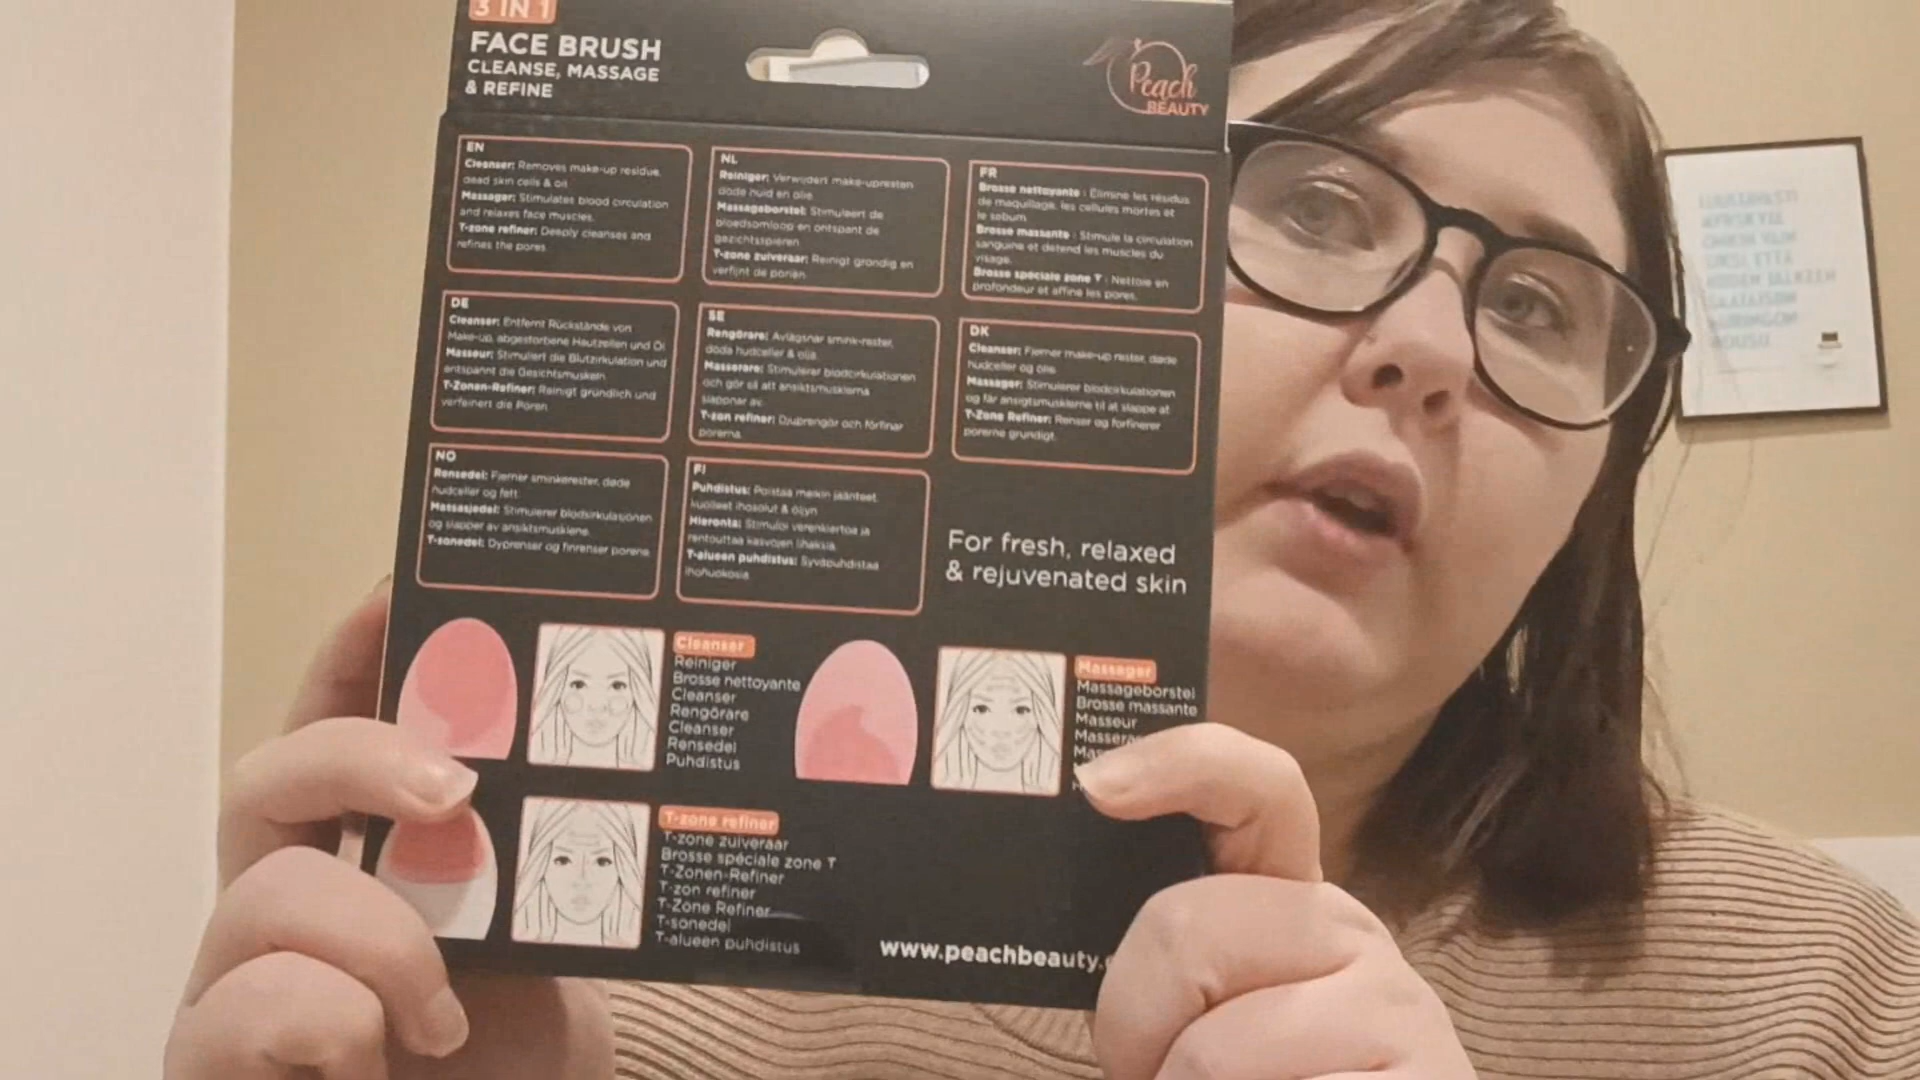 3 IN 1
FACE BRUSH
CLEANSE, MASSAGE
& REFINE
Peach
BEAUTY
EN
Cleanser: Removes make-up residue,
dead skin cells & oil.
Massager: Stimulates blood circulation
and relaxes face muscles.
T-zone refiner: Deeply cleanses and
refines the pores.
NL
Reiniger: Verwijdert make-upresten
dode huid en olie.
Massageborstel: Stimuleert de
bloedsomloop en ontspant de
gezichtsspieren
T-zone zuiveraar: Reinigt grondig en
verfijnt de poriën
FR
Brosse nettoyante : Élimine les résidus
de maquillage, les cellules mortes et
le sébum.
Brosse massante : Stimule la circulation
sanguine et détend les muscles du
visage.
Brosse spéciale zone T : Nettoie en
profondeur et affine les pores.
DE
Cleanser: Entfernt Rückstände von
Make-up, abgestorbene Hautzellen und Öl
Masseur: Stimuliert die Blutzirkulation und
entspannt die Gesichtsmuskeln
T-Zonen-Refiner: Reinigt gründlich und
verfeinert die Poren
SE
Rengörare: Avlägsnar smink-rester,
döda hudceller & olja.
Masserare: Stimulerar blodcirkulationen
och gör så att ansiktsmusklerna
slappnar av.
T-zon refiner: Djuprengör och förfinar
porerna.
DK
Cleanser: Fjerner make-up rester, døde
hudceller og olie.
Massager: Stimulerer blodcirkulationen
og får ansigtsmusklerne til at slappe af.
T-Zone Refiner: Renser og forfinerer
porerne grundigt.
NO
Rensedel: Fjerner sminkerester, døde
hudceller og fett.
Massasjedel: Stimulerer blodsirkulasjonen
og slapper av ansiktsmusklene.
T-sonedel: Dyprenser og finrenser porene
FI
Puhdistus: Poistaa meikin jäänteet,
kuolleet ihosolut & öljyn
Hieronta: Stimuloi verenkiertoa ja
rentouttaa kasvojen lihaksia.
T-alueen puhdistus: Syväpuhdistaa
ihohuokosia.
For fresh, relaxed
& rejuvenated skin
Cleanser
Reiniger
Brosse nettoyante
Cleanser
Rengörare
Cleanser
Rensedel
Puhdistus
Massager
Massageborstel
Brosse massante
Masseur
T-zone refiner
T-zone zuiveraar
Brosse spéciale zone T
T-Zonen-Refiner
T-zon refiner
T-Zone Refiner
T-sonedel
T-alueen puhdistus
www.peachbeauty.